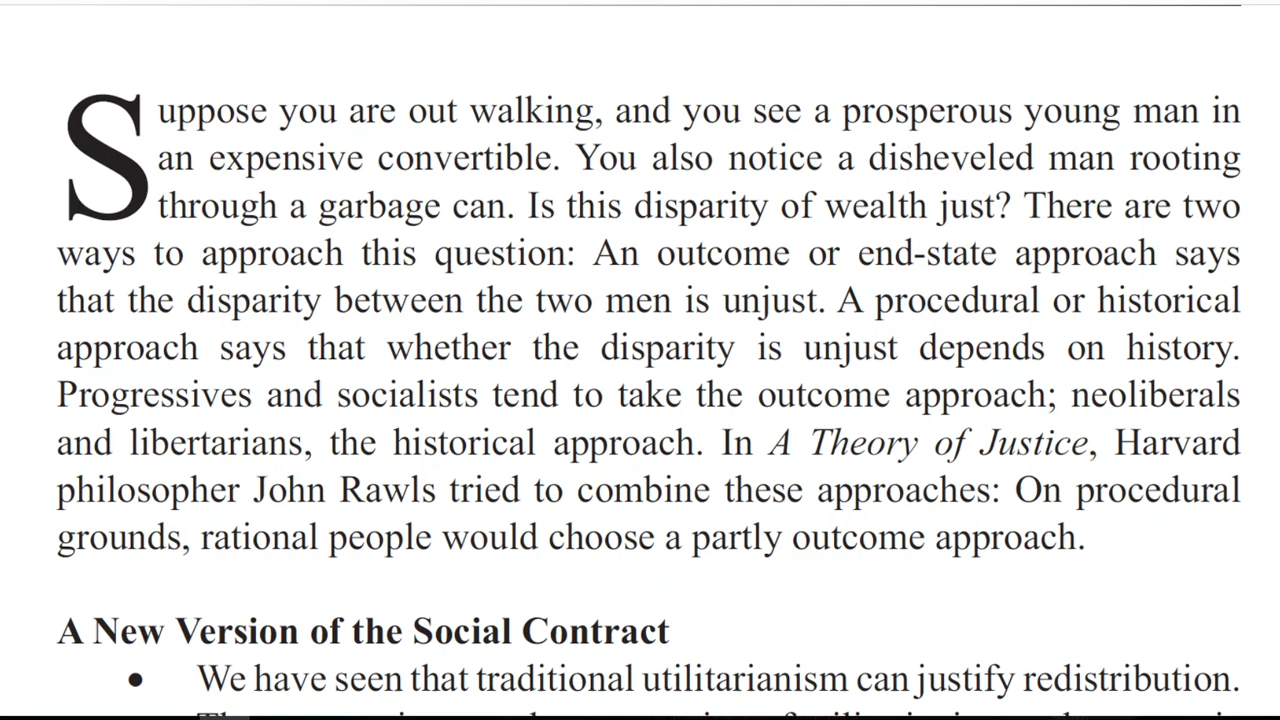 Suppose you are out walking, and you see a prosperous young man in
an expensive convertible. You also notice a disheveled man rooting
through a garbage can. Is this disparity of wealth just? There are two
ways to approach this question: An outcome or end-state approach says
that the disparity between the two men is unjust. A procedural or historical
approach says that whether the disparity is unjust depends on history.
Progressives and socialists tend to take the outcome approach; neoliberals
and libertarians, the historical approach. In A Theory of Justice, Harvard
philosopher John Rawls tried to combine these approaches: On procedural
grounds, rational people would choose a partly outcome approach.
A New Version of the Social Contract
• We have seen that traditional utilitarianism can justify redistribution.